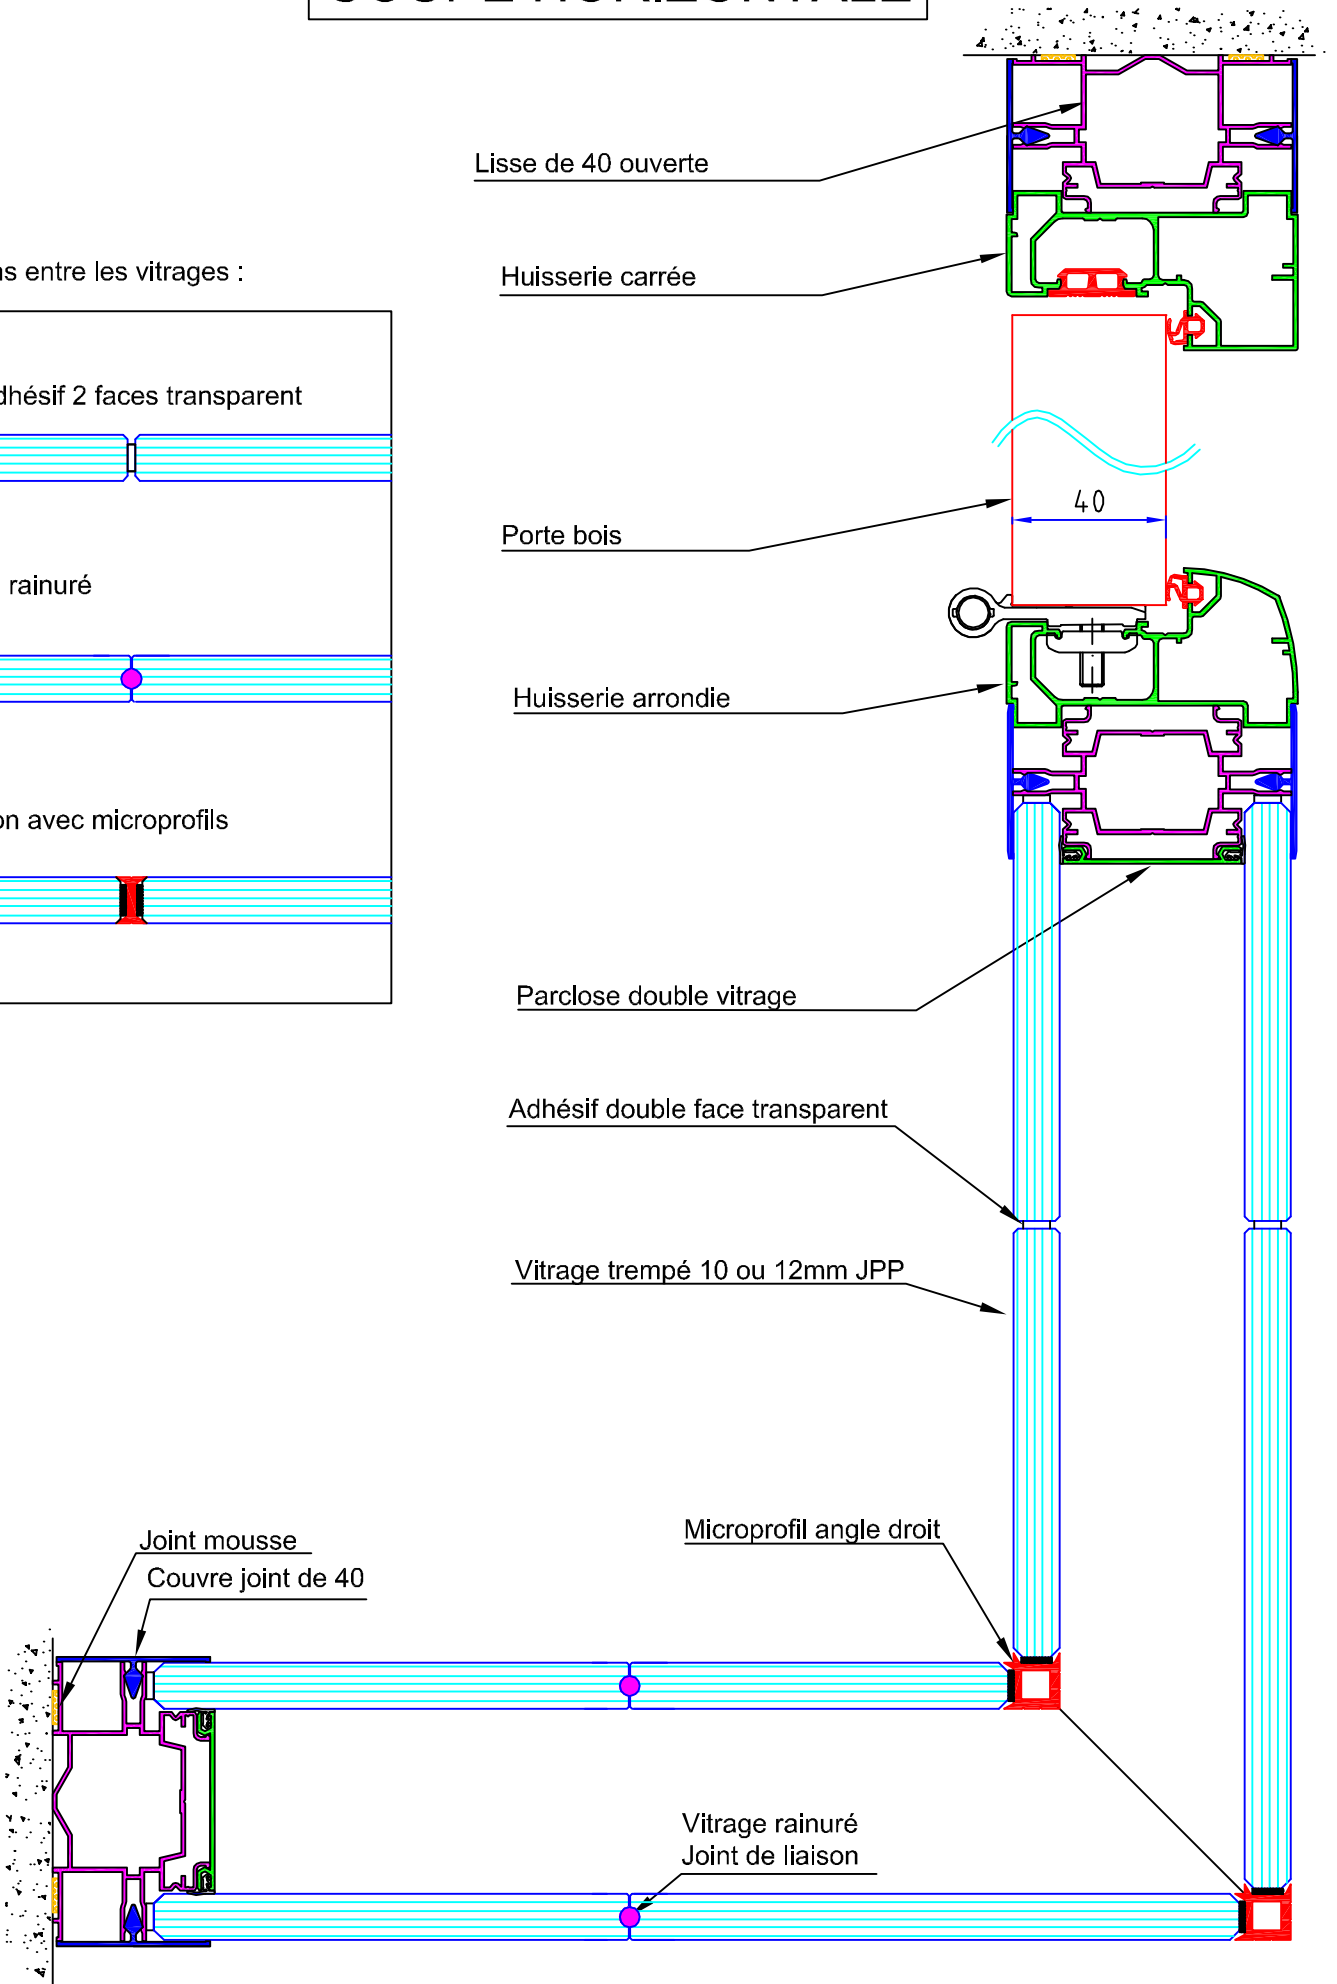 COUPE HORIZONTALE
Lisse de 40 ouverte
entre les vitrages :
Huisserie carrée
2 faces transparent
40
Porte bois
rainuré
Huisserie arrondie
avec microprofils
Parclose double vitrage
Adhésif double face transparent
Vitrage trempé 10 ou 12mm JPP
Microprofil angle droit
Joint mousse
Couvre joint de 40
Vitrage rainuré
Joint de liaison